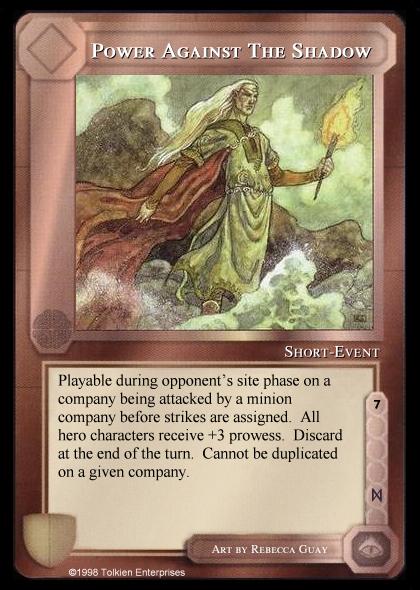 Power Against The Shadow
Short-Event
Playable during opponent's site phase on a
company being attacked by a minion
company before strikes are assigned. All
hero characters receive +3 prowess. Discard
at the end of the turn. Cannot be duplicated
on a given company.
7
Art by Rebecca Guay
©1998 Tolkien Enterprises